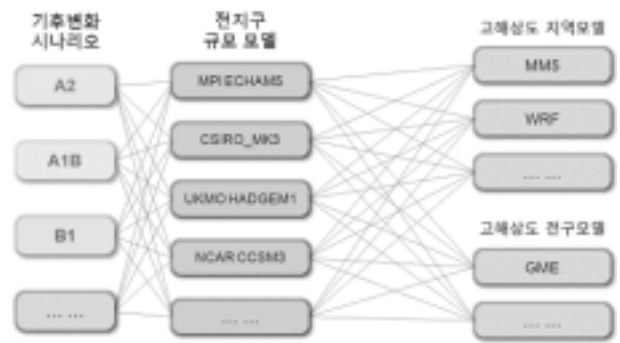 기후변화
시나리오
A2
A1B
B1
... ...
전지구
규모 모델
MPI ECHAM5
CSIRO_MK3
UKMO HADGEM1
NCAR CCSM3
... ...
고해상도 지역모델
MM5
WRF
... ...
고해상도 전구모델
GME
... ...